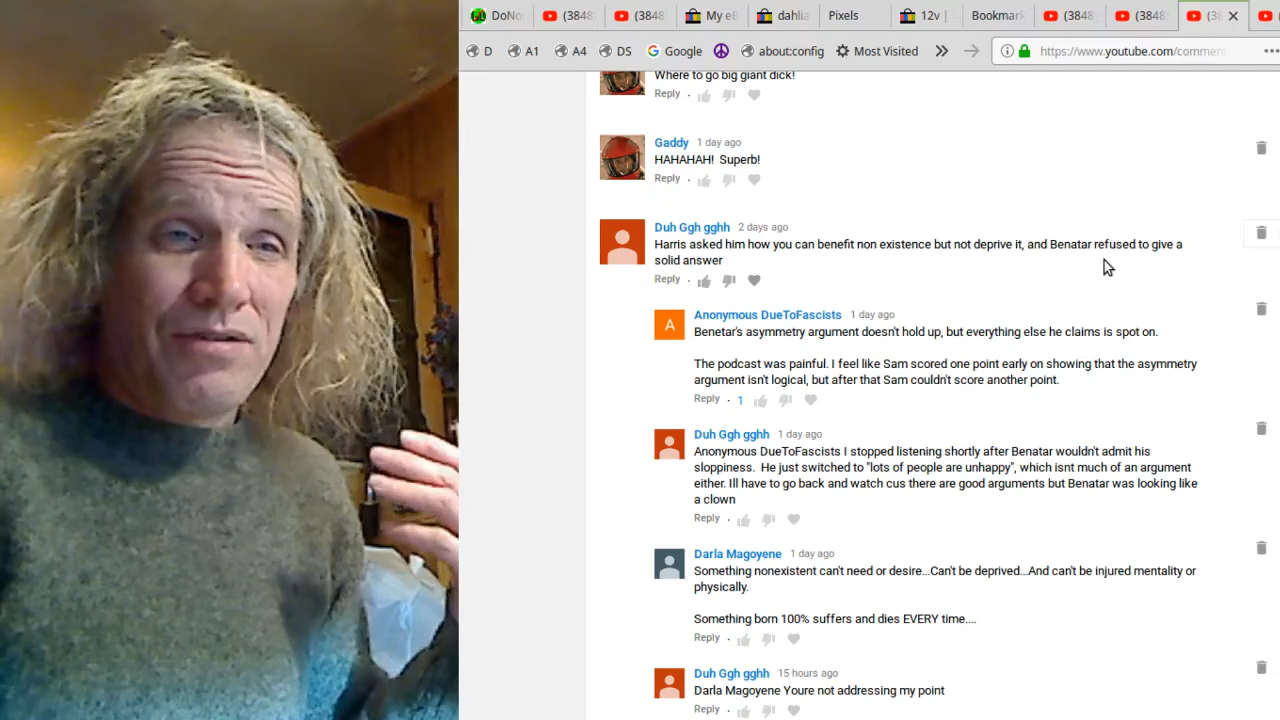 DoNo
(3848
(3848
My eB
dahlia
Pixels
12v |
Bookmar
(3848
(3848
(38
D
A1
A4
DS
Google
about:config
Most Visited
https://www.youtube.com/commen
Where to go big giant dick!
Reply
Gaddy 1 day ago
HAHAHAH! Superb!
Reply
Duh Ggh gghh 2 days ago
Harris asked him how you can benefit non existence but not deprive it, and Benatar refused to give a
solid answer
Reply
A
Anonymous DueToFascists 1 day ago
Benetar's asymmetry argument doesn't hold up, but everything else he claims is spot on.
The podcast was painful. I feel like Sam scored one point early on showing that the asymmetry
argument isn't logical, but after that Sam couldn't score another point.
Reply · 1
Duh Ggh gghh 1 day ago
Anonymous DueToFascists I stopped listening shortly after Benatar wouldn't admit his
sloppiness. He just switched to "lots of people are unhappy", which isnt much of an argument
either. Ill have to go back and watch cus there are good arguments but Benatar was looking like
a clown
Reply
Darla Magoyene 1 day ago
Something nonexistent can't need or desire...Can't be deprived...And can't be injured mentality or
physically.
Something born 100% suffers and dies EVERY time....
Reply
Duh Ggh gghh 15 hours ago
Darla Magoyene Youre not addressing my point
Reply